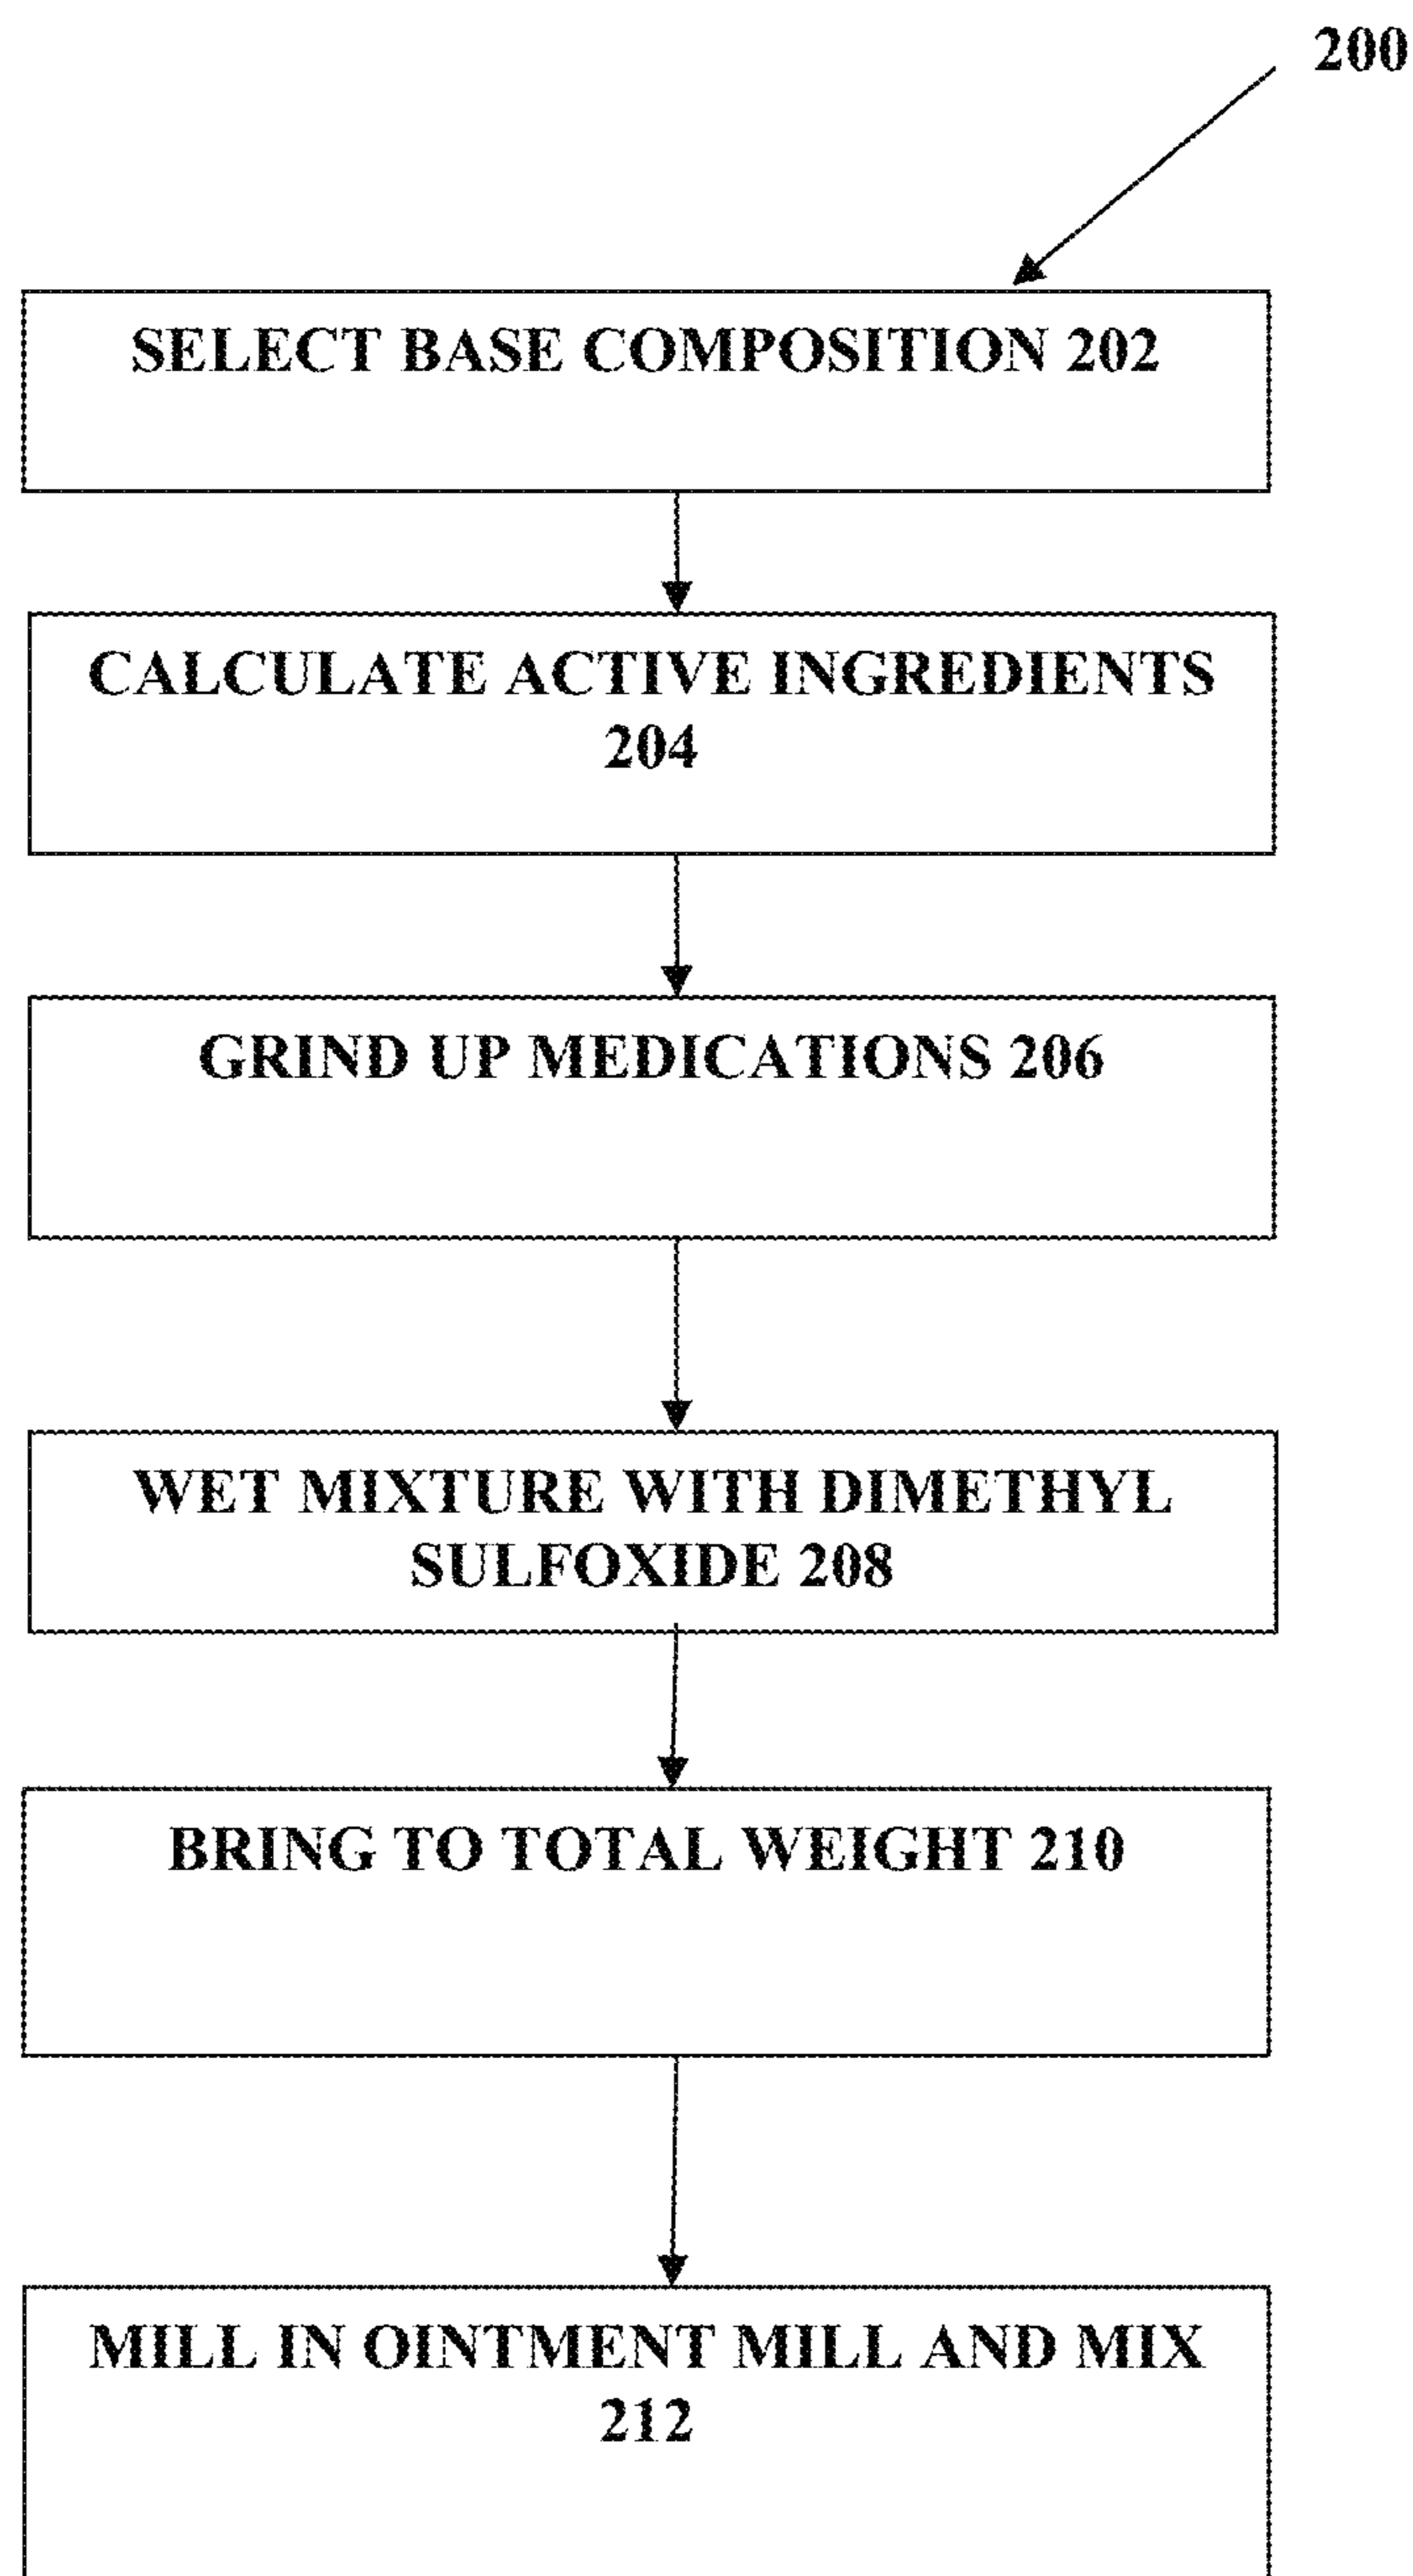 200
SELECT BASE COMPOSITION 202
CALCULATE ACTIVE INGREDIENTS
204
GRIND UP MEDICATIONS 206
WET MIXTURE WITH DIMETHYL
SULFOXIDE 208
BRING TO TOTAL WEIGHT 210
MILL IN OINTMENT MILL AND MIX
212